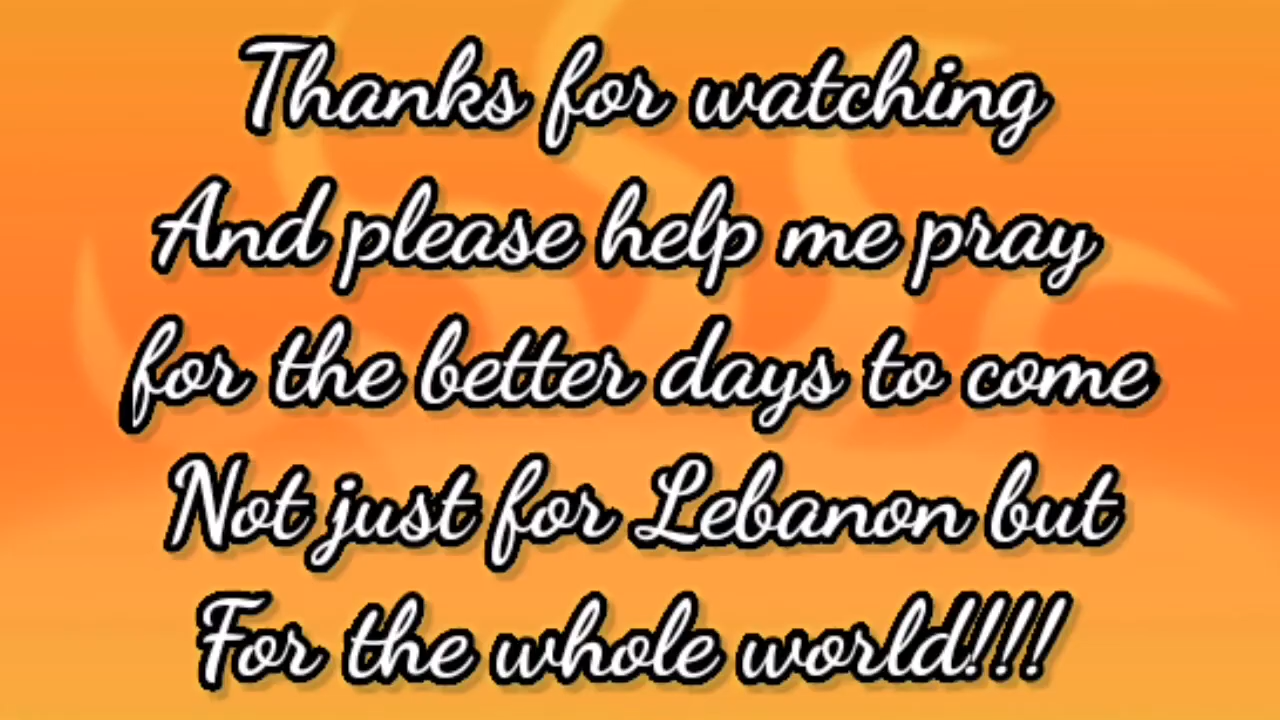 Thanks for watching
And please help me pray
for the better days to come
Not just for Lebanon but
For the whole world!!!!